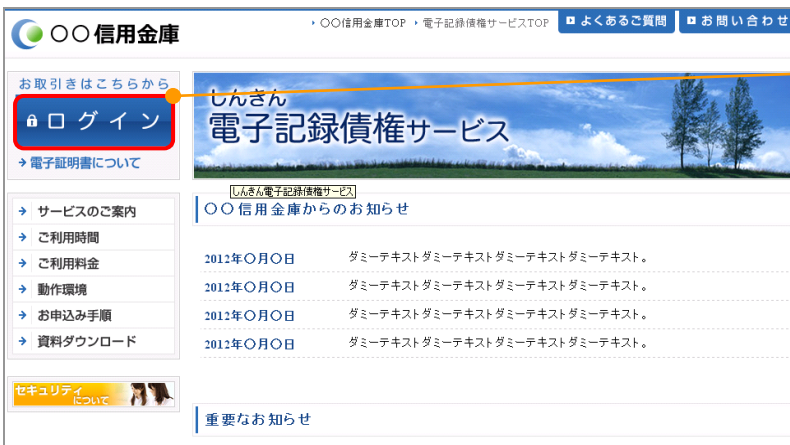 〇〇信用金庫
〇〇信用金庫TOP 電子記録債権サービスTOP よくあるご質問 お問い合わせ
お取引きはこちらから
ログイン
電子証明書について
しんきん
電子記録債権サービス
しんきん電子記録債権サービス
サービスのご案内
ご利用時間
ご利用料金
動作環境
お申込み手順
資料ダウンロード
セキュリティ
について
〇〇信用金庫からのお知らせ
2012年〇月〇日 ダミーテキストダミーテキストダミーテキストダミーテキスト。
2012年〇月〇日 ダミーテキストダミーテキストダミーテキストダミーテキスト。
2012年〇月〇日 ダミーテキストダミーテキストダミーテキストダミーテキスト。
2012年〇月〇日 ダミーテキストダミーテキストダミーテキストダミーテキスト。
重要なお知らせ